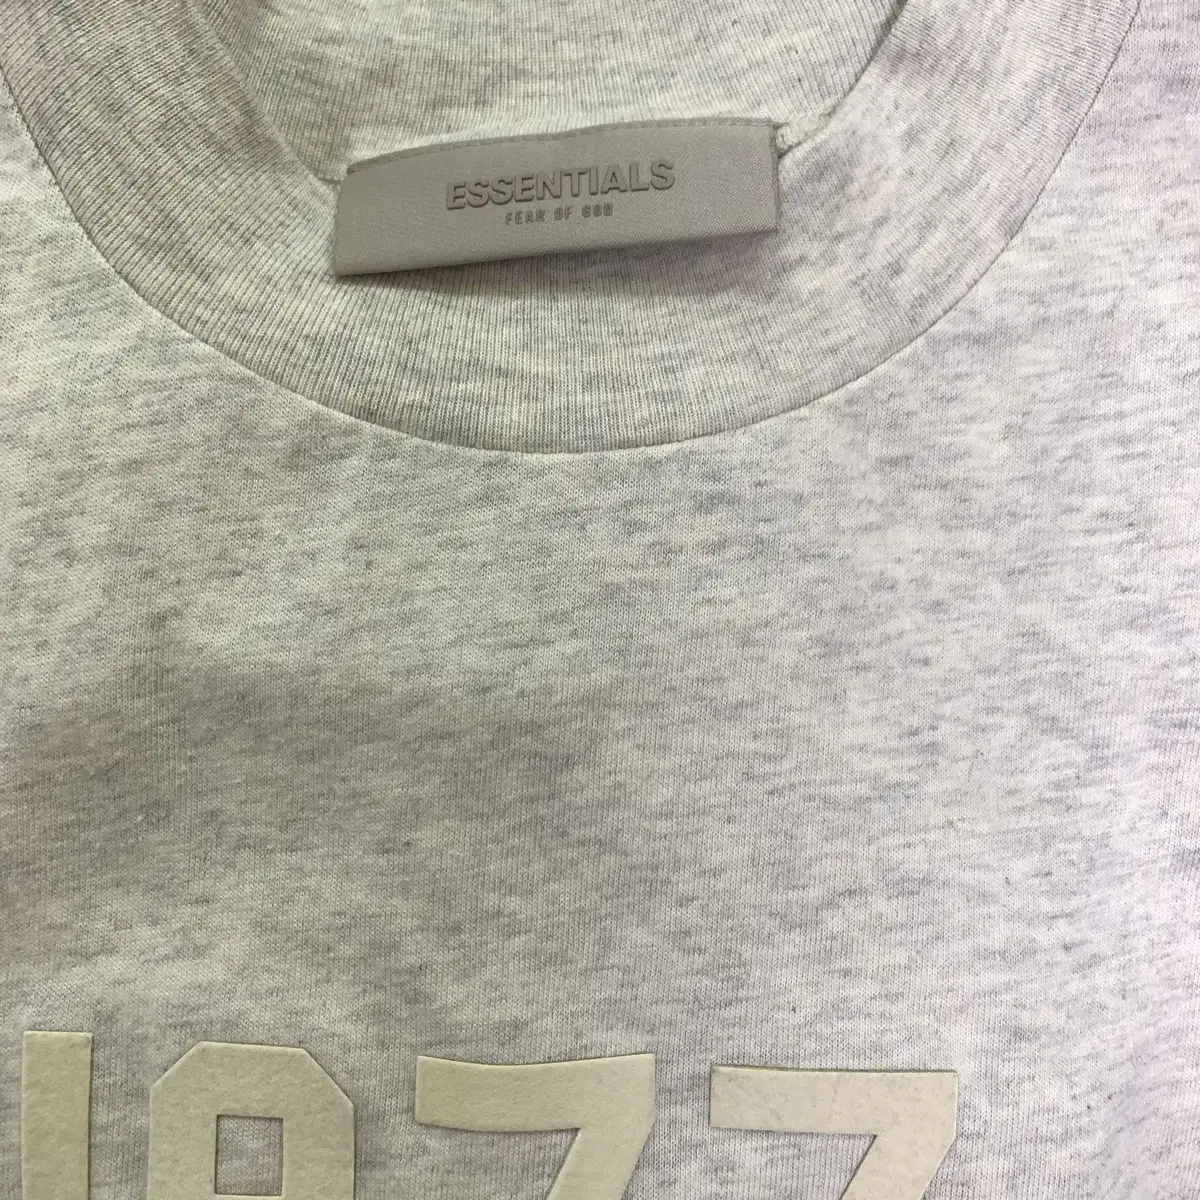 ESSENTIALS
FEAR OF GOD
1977